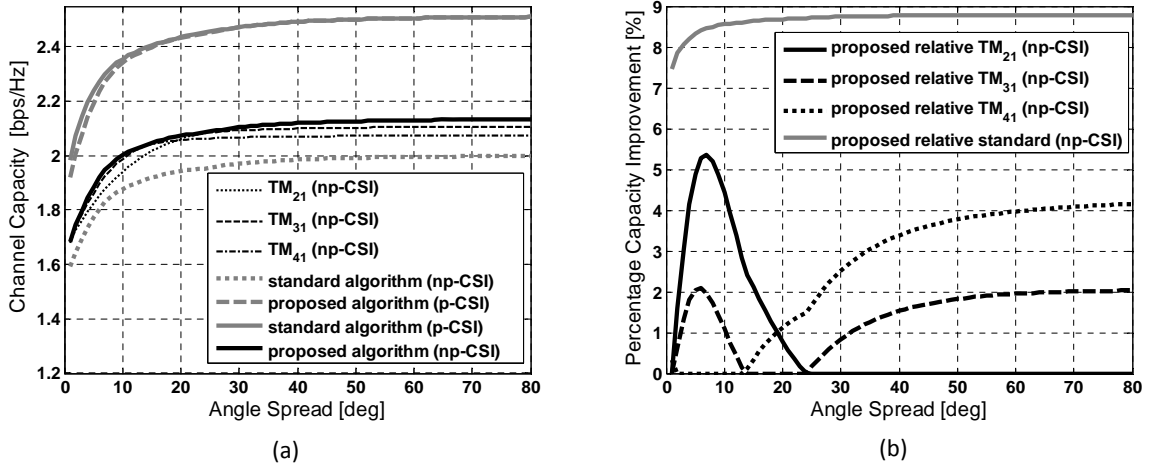 Channel Capacity [bps/Hz]
2.4
2.2
2
1.8
1.6
1.4
1.2
0 10 20 30 40 50 60 70 80
Angle Spread [deg]
TM21 (np-CSI)
TM31 (np-CSI)
TM41 (np-CSI)
standard algorithm (np-CSI)
proposed algorithm (p-CSI)
standard algorithm (p-CSI)
proposed algorithm (np-CSI)
(a)
Percentage Capacity Improvement [%]
9
8
7
6
5
4
3
2
1
0
0 10 20 30 40 50 60 70 80
Angle Spread [deg]
proposed relative TM21 (np-CSI)
proposed relative TM31 (np-CSI)
proposed relative TM41 (np-CSI)
proposed relative standard (np-CSI)
(b)